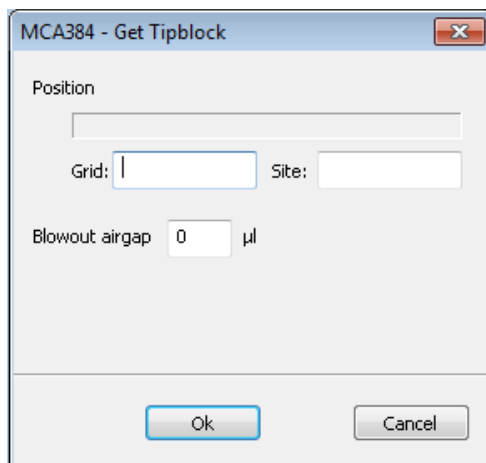 MCA384 - Get Tipblock
Position
Grid: Site:
Blowout airgap 0 µl
Ok Cancel